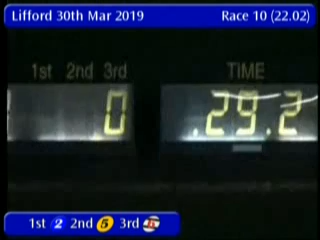 Lifford 30th Mar 2019 Race 10 (22.02)
1st 2nd 3rd TIME
0 .29.2
1st 2 2nd 5 3rd